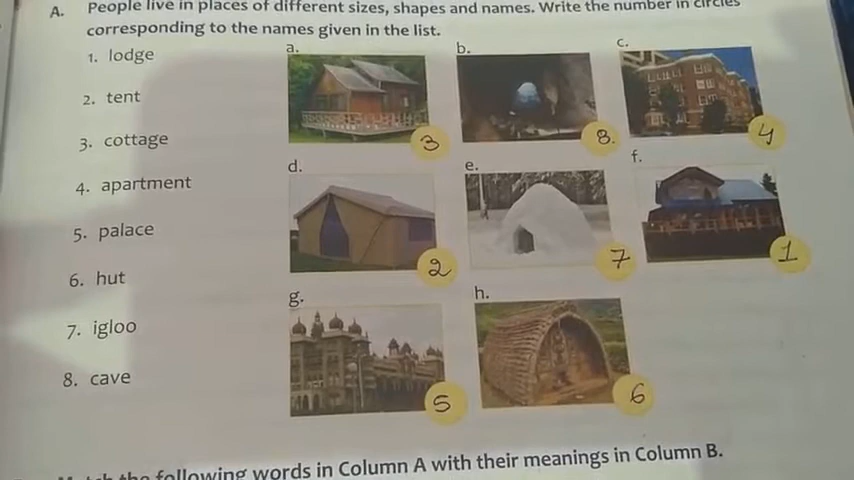 A. People live in places of different sizes, shapes and names. Write the number in circles
corresponding to the names given in the list.
1. lodge
2. tent
3. cottage
4. apartment
5. palace
6. hut
7. igloo
8. cave
a. b. c.
3 8. 4
d. e. f.
2 7 1
g. h.
5 6
the following words in Column A with their meanings in Column B.